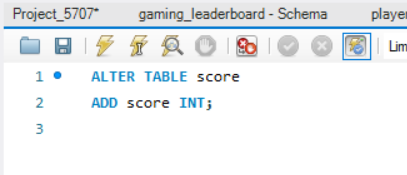 Project_5707* gaming_leaderboard - Schema player
Lim
1 ALTER TABLE score
2 ADD score INT;
3